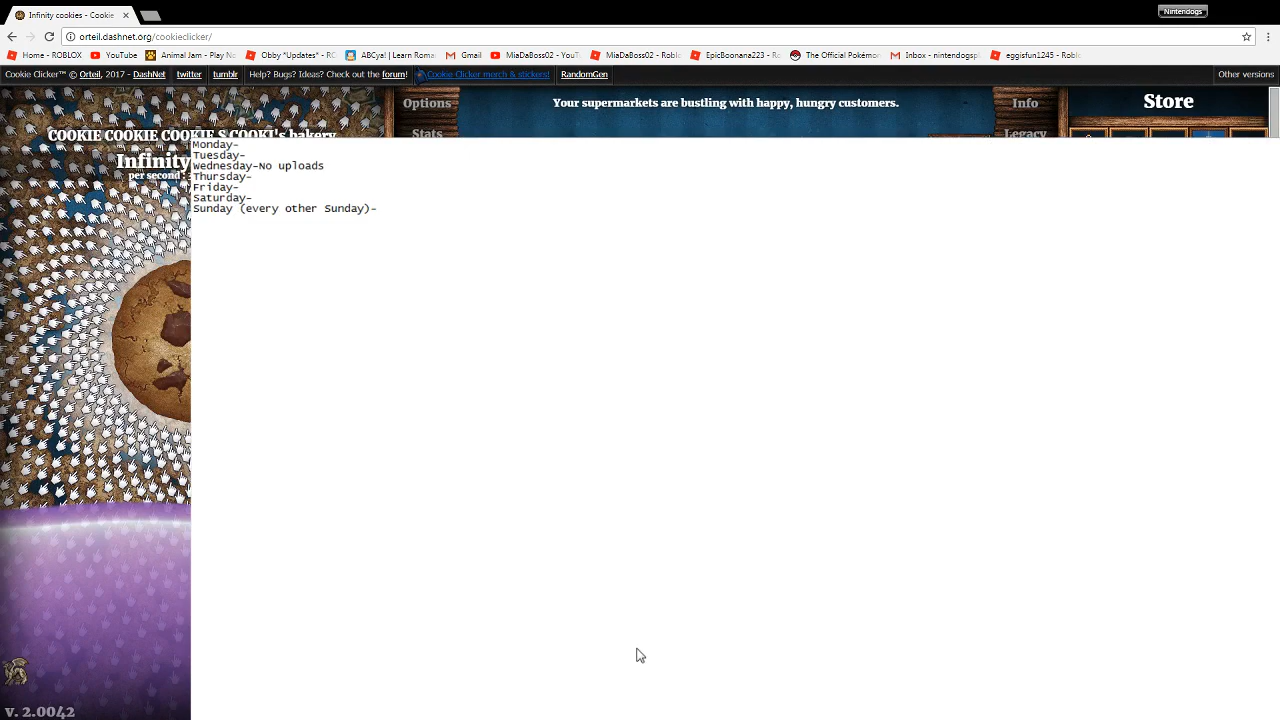 Infinity cookies - Cookie
Nintendogs
orteil.dashnet.org/cookieclicker/
Home - ROBLOX YouTube Animal Jam - Play No Obby *Updates* - RO ABCya! | Learn Roman Gmail MiaDaBoss02 - YouT MiaDaBoss02 - Roblo EpicBoonana223 - Ro The Official Pokémon Inbox - nintendogsp eggisfun1245 - Roblo
Cookie Clicker™ © Orteil, 2017 - DashNet twitter tumblr Help? Bugs? Ideas? Check out the forum! Cookie Clicker merch & stickers! RandomGen Other versions
Options Your supermarkets are bustling with happy, hungry customers. Info Store
Stats Legacy
COOKIE COOKIE COOKIE S COOKI's bakery
Infinity
per second :
Monday-
Tuesday-
Wednesday-No uploads
Thursday-
Friday-
Saturday-
Sunday (every other Sunday)-
v. 2.0042